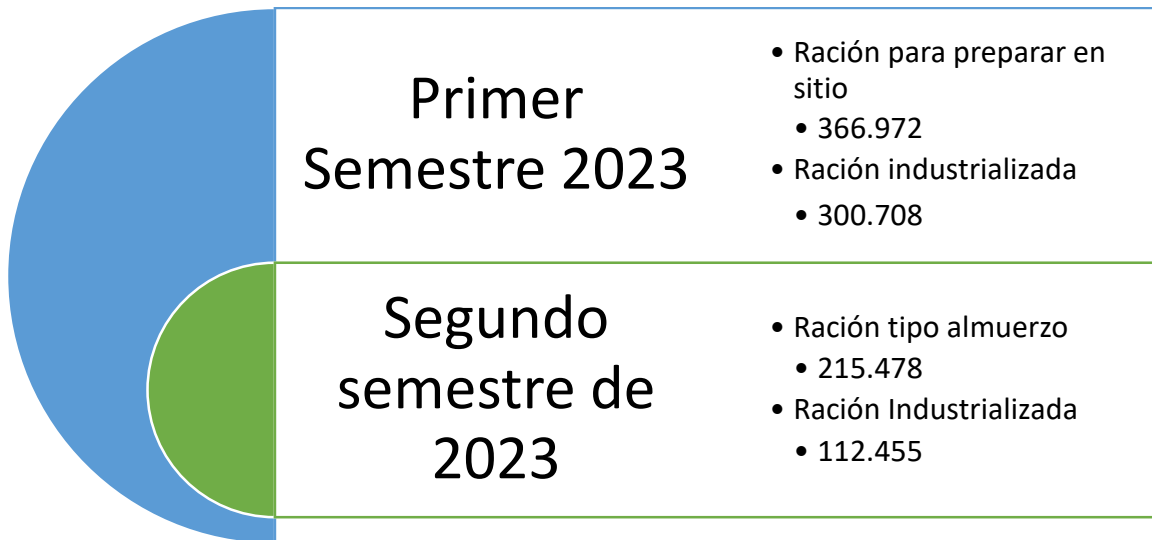 Primer
Semestre 2023
• Ración para preparar en
sitio
• 366.972
• Ración industrializada
• 300.708
Segundo
semestre de
2023
• Ración tipo almuerzo
• 215.478
• Ración Industrializada
• 112.455